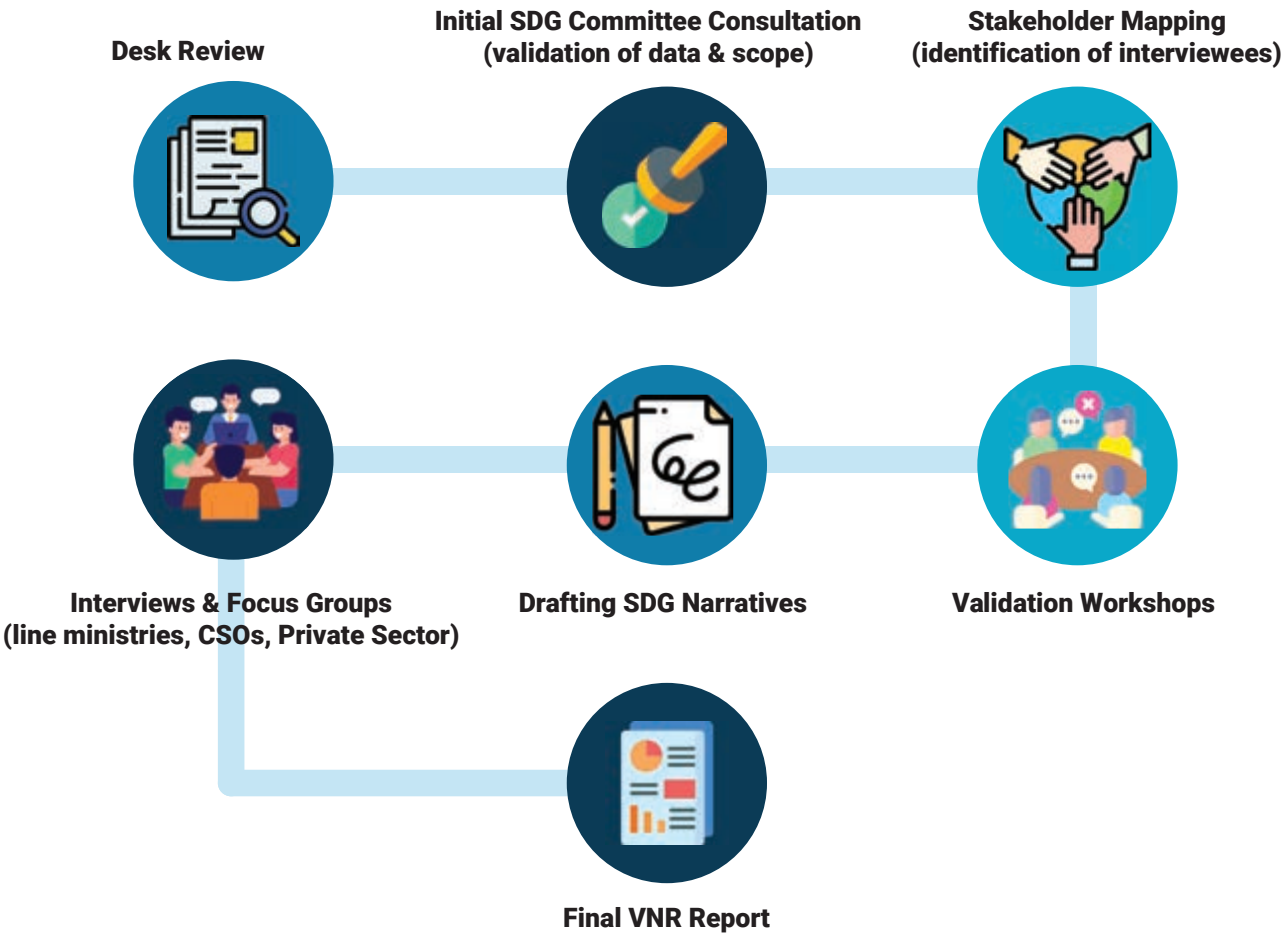 Desk Review
Initial SDG Committee Consultation
(validation of data & scope)
Stakeholder Mapping
(identification of interviewees)
Interviews & Focus Groups
(line ministries, CSOs, Private Sector)
Drafting SDG Narratives
Validation Workshops
Final VNR Report